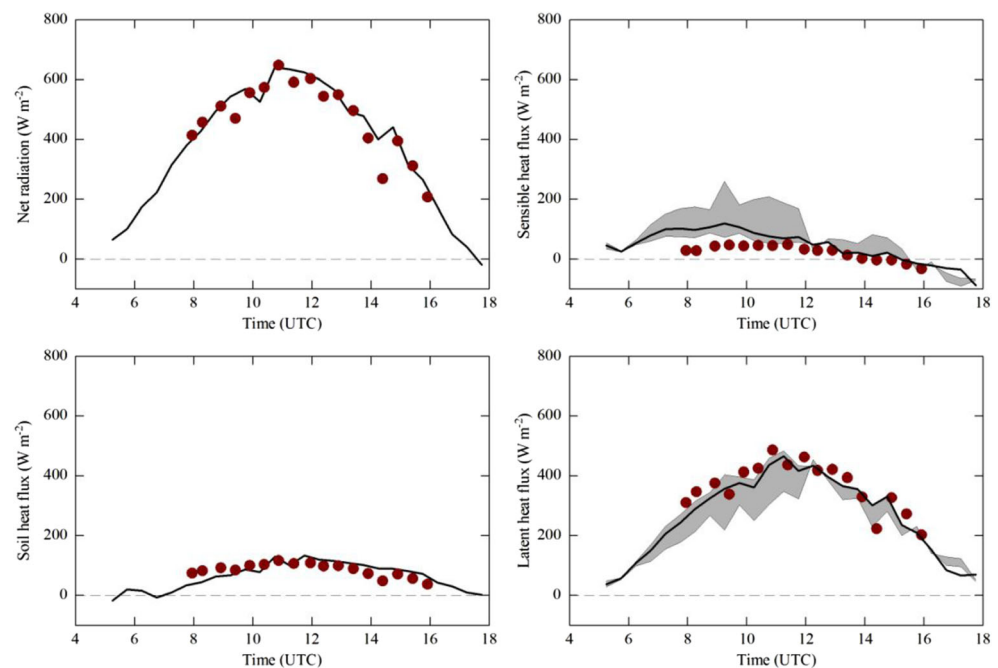 800
600
400
200
0
Net radiation (W m-2)
4 6 8 10 12 14 16 18
Time (UTC)
800
600
400
200
0
Sensible heat flux (W m-2)
4 6 8 10 12 14 16 18
Time (UTC)
800
600
400
200
0
Soil heat flux (W m-2)
4 6 8 10 12 14 16 18
Time (UTC)
800
600
400
200
0
Latent heat flux (W m-2)
4 6 8 10 12 14 16 18
Time (UTC)